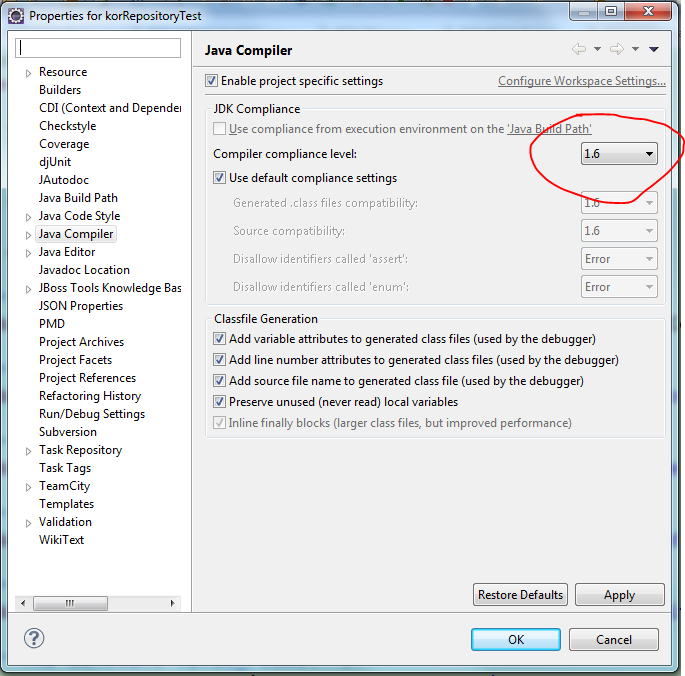 Properties for korRepositoryTest
Java Compiler
Resource
Builders
CDI (Context and Depender
Checkstyle
Coverage
djUnit
JAutodoc
Java Build Path
Java Code Style
Java Compiler
Java Editor
Javadoc Location
JBoss Tools Knowledge Bas
JSON Properties
PMD
Project Archives
Project Facets
Project References
Refactoring History
Run/Debug Settings
Subversion
Task Repository
Task Tags
TeamCity
Templates
Validation
WikiText
Enable project specific settings
Configure Workspace Settings...
JDK Compliance
Use compliance from execution environment on the 'Java Build Path'
Compiler compliance level: 1.6
Use default compliance settings
Generated .class files compatibility: 1.6
Source compatibility: 1.6
Disallow identifiers called 'assert': Error
Disallow identifiers called 'enum': Error
Classfile Generation
Add variable attributes to generated class files (used by the debugger)
Add line number attributes to generated class files (used by the debugger)
Add source file name to generated class file (used by the debugger)
Preserve unused (never read) local variables
Inline finally blocks (larger class files, but improved performance)
Restore Defaults
Apply
OK
Cancel